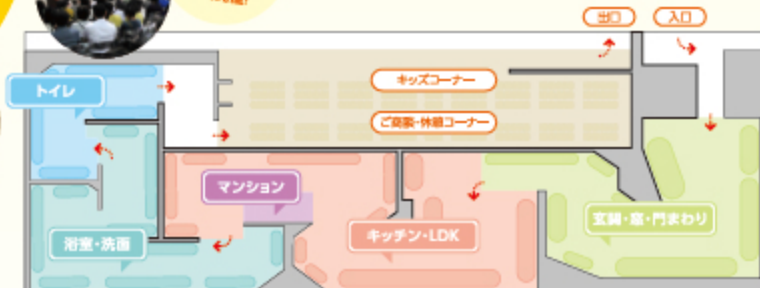 出口
入口
キッズコーナー
トイレ
ご商談・休憩コーナー
マンション
玄関・窓・門まわり
キッチン・LDK
浴室・洗面